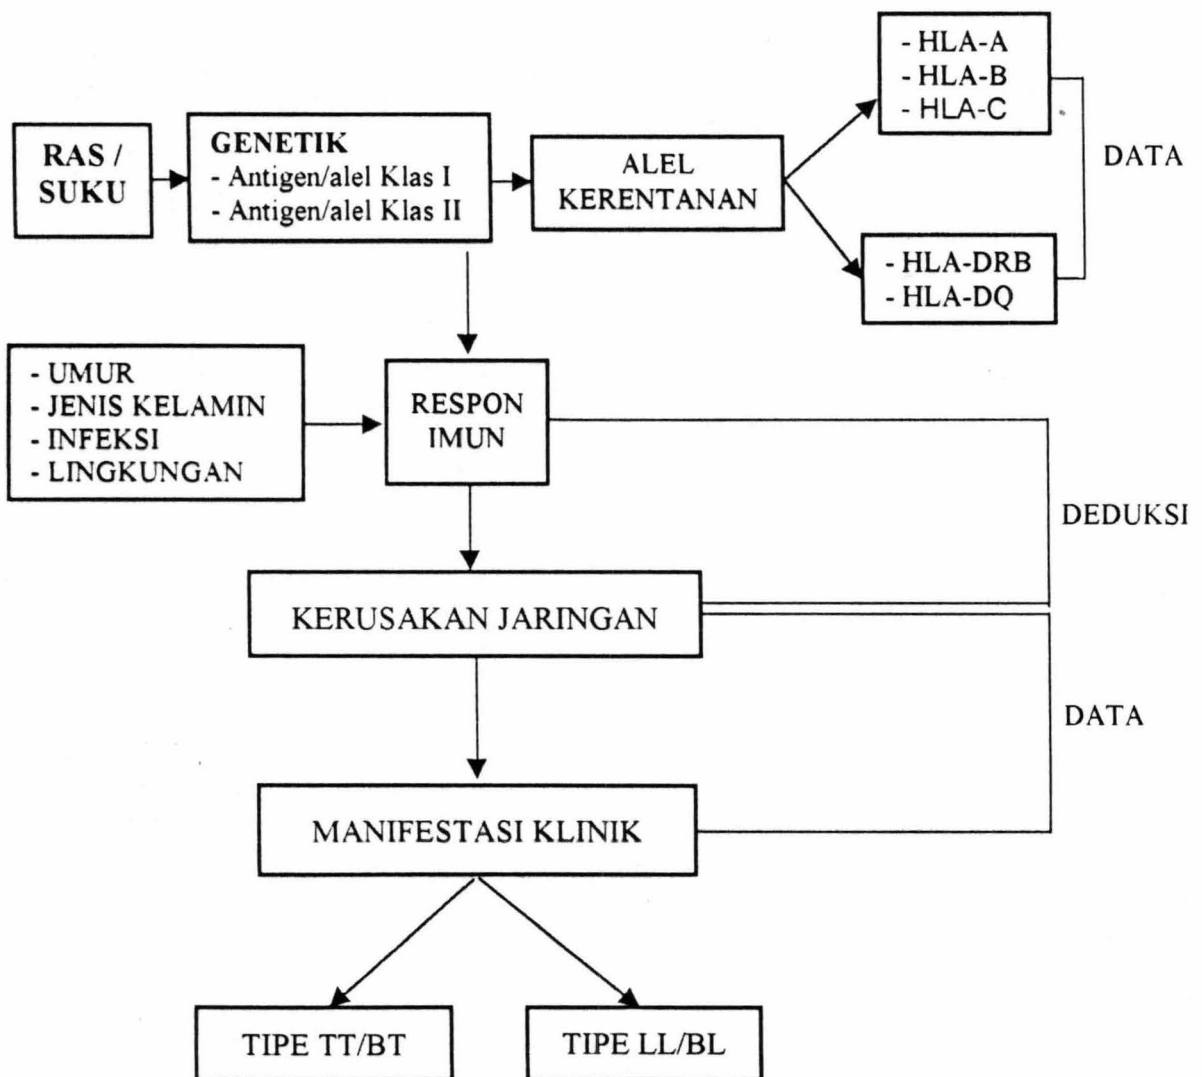 - HLA-A
- HLA-B
- HLA-C
DATA
RAS /
SUKU
GENETIK
- Antigen/alel Klas I
- Antigen/alel Klas II
ALEL
KERENTANAN
- HLA-DRB
- HLA-DQ
- UMUR
- JENIS KELAMIN
- INFEKSI
- LINGKUNGAN
RESPON
IMUN
DEDUKSI
KERUSAKAN JARINGAN
DATA
MANIFESTASI KLINIK
TIPE TT/BT
TIPE LL/BL